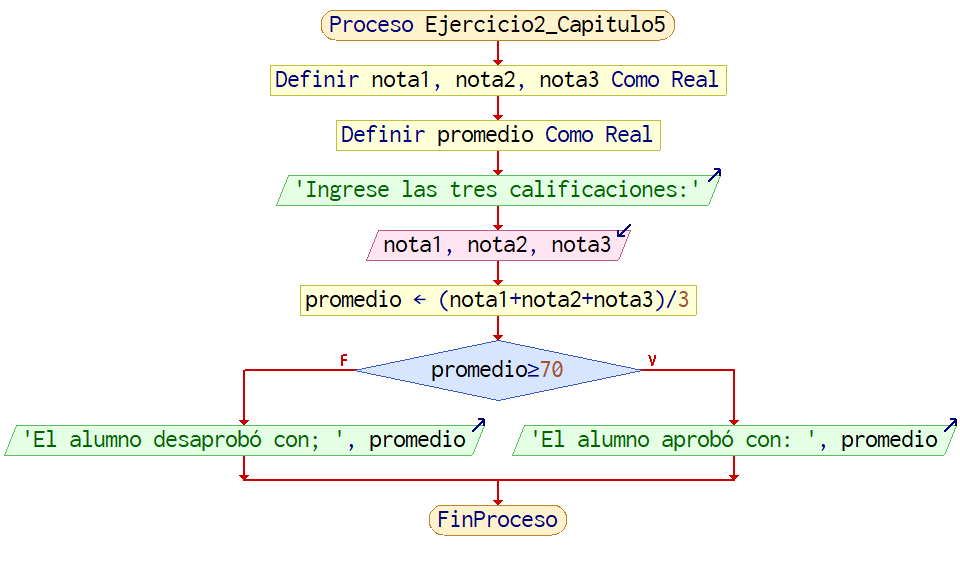 Proceso Ejercicio2_Capitulo5
Definir nota1, nota2, nota3 Como Real
Definir promedio Como Real
'Ingrese las tres calificaciones:'
nota1, nota2, nota3
promedio ← (nota1+nota2+nota3)/3
F
V
promedio≥70
'El alumno desaprobó con; ', promedio
'El alumno aprobó con: ', promedio
FinProceso